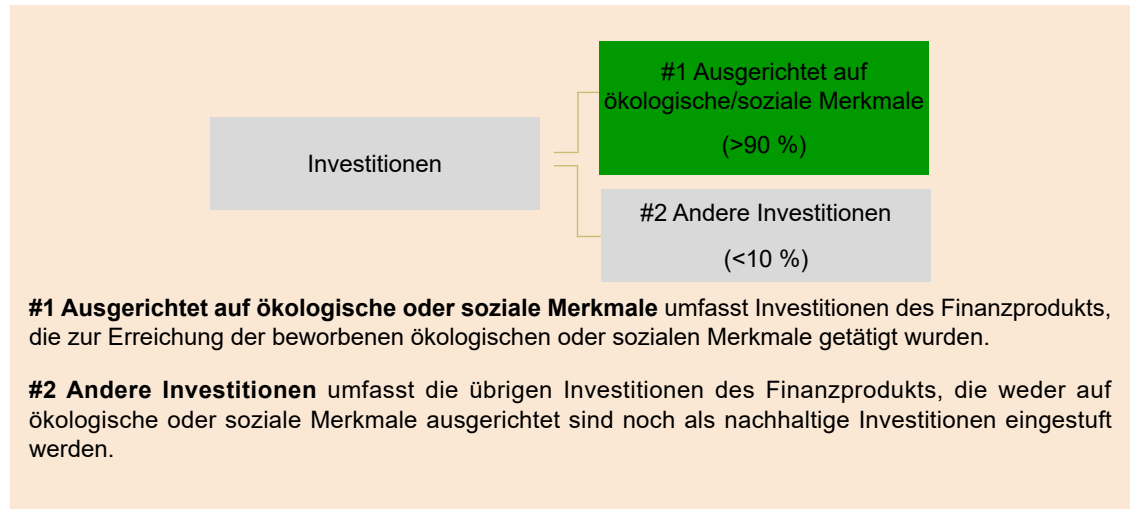 #1 Ausgerichtet auf
ökologische/soziale Merkmale
(>90 %)
Investitionen
#2 Andere Investitionen
(<10 %)
#1 Ausgerichtet auf ökologische oder soziale Merkmale umfasst Investitionen des Finanzprodukts,
die zur Erreichung der beworbenen ökologischen oder sozialen Merkmale getätigt wurden.
#2 Andere Investitionen umfasst die übrigen Investitionen des Finanzprodukts, die weder auf
ökologische oder soziale Merkmale ausgerichtet sind noch als nachhaltige Investitionen eingestuft
werden.